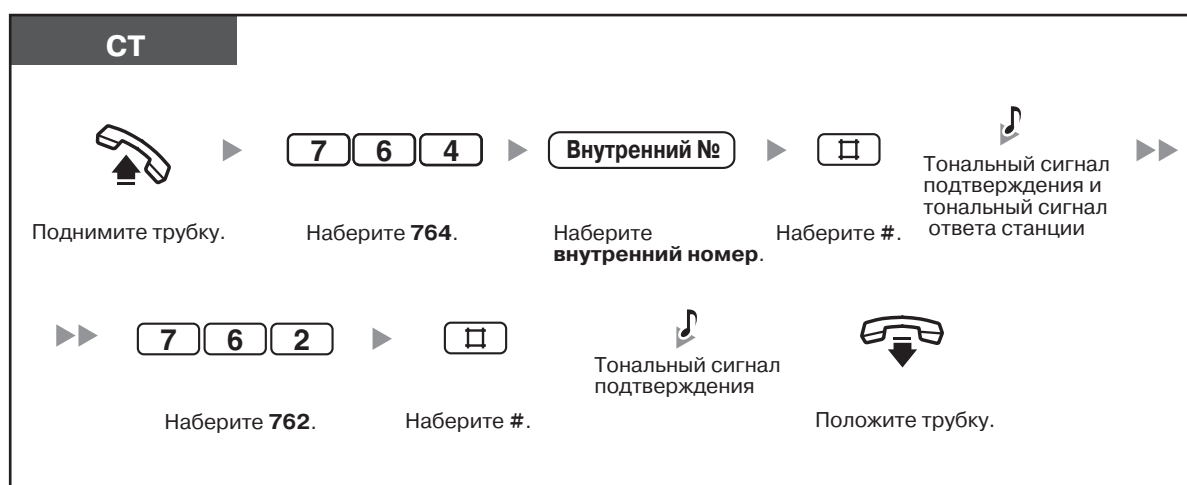 СТ
7 6 4
Внутренний №
#
Тональный сигнал
подтверждения и
тональный сигнал
ответа станции
Поднимите трубку.
Наберите 764.
Наберите
внутренний номер.
Наберите #.
7 6 2
#
Тональный сигнал
подтверждения
Наберите 762.
Наберите #.
Положите трубку.